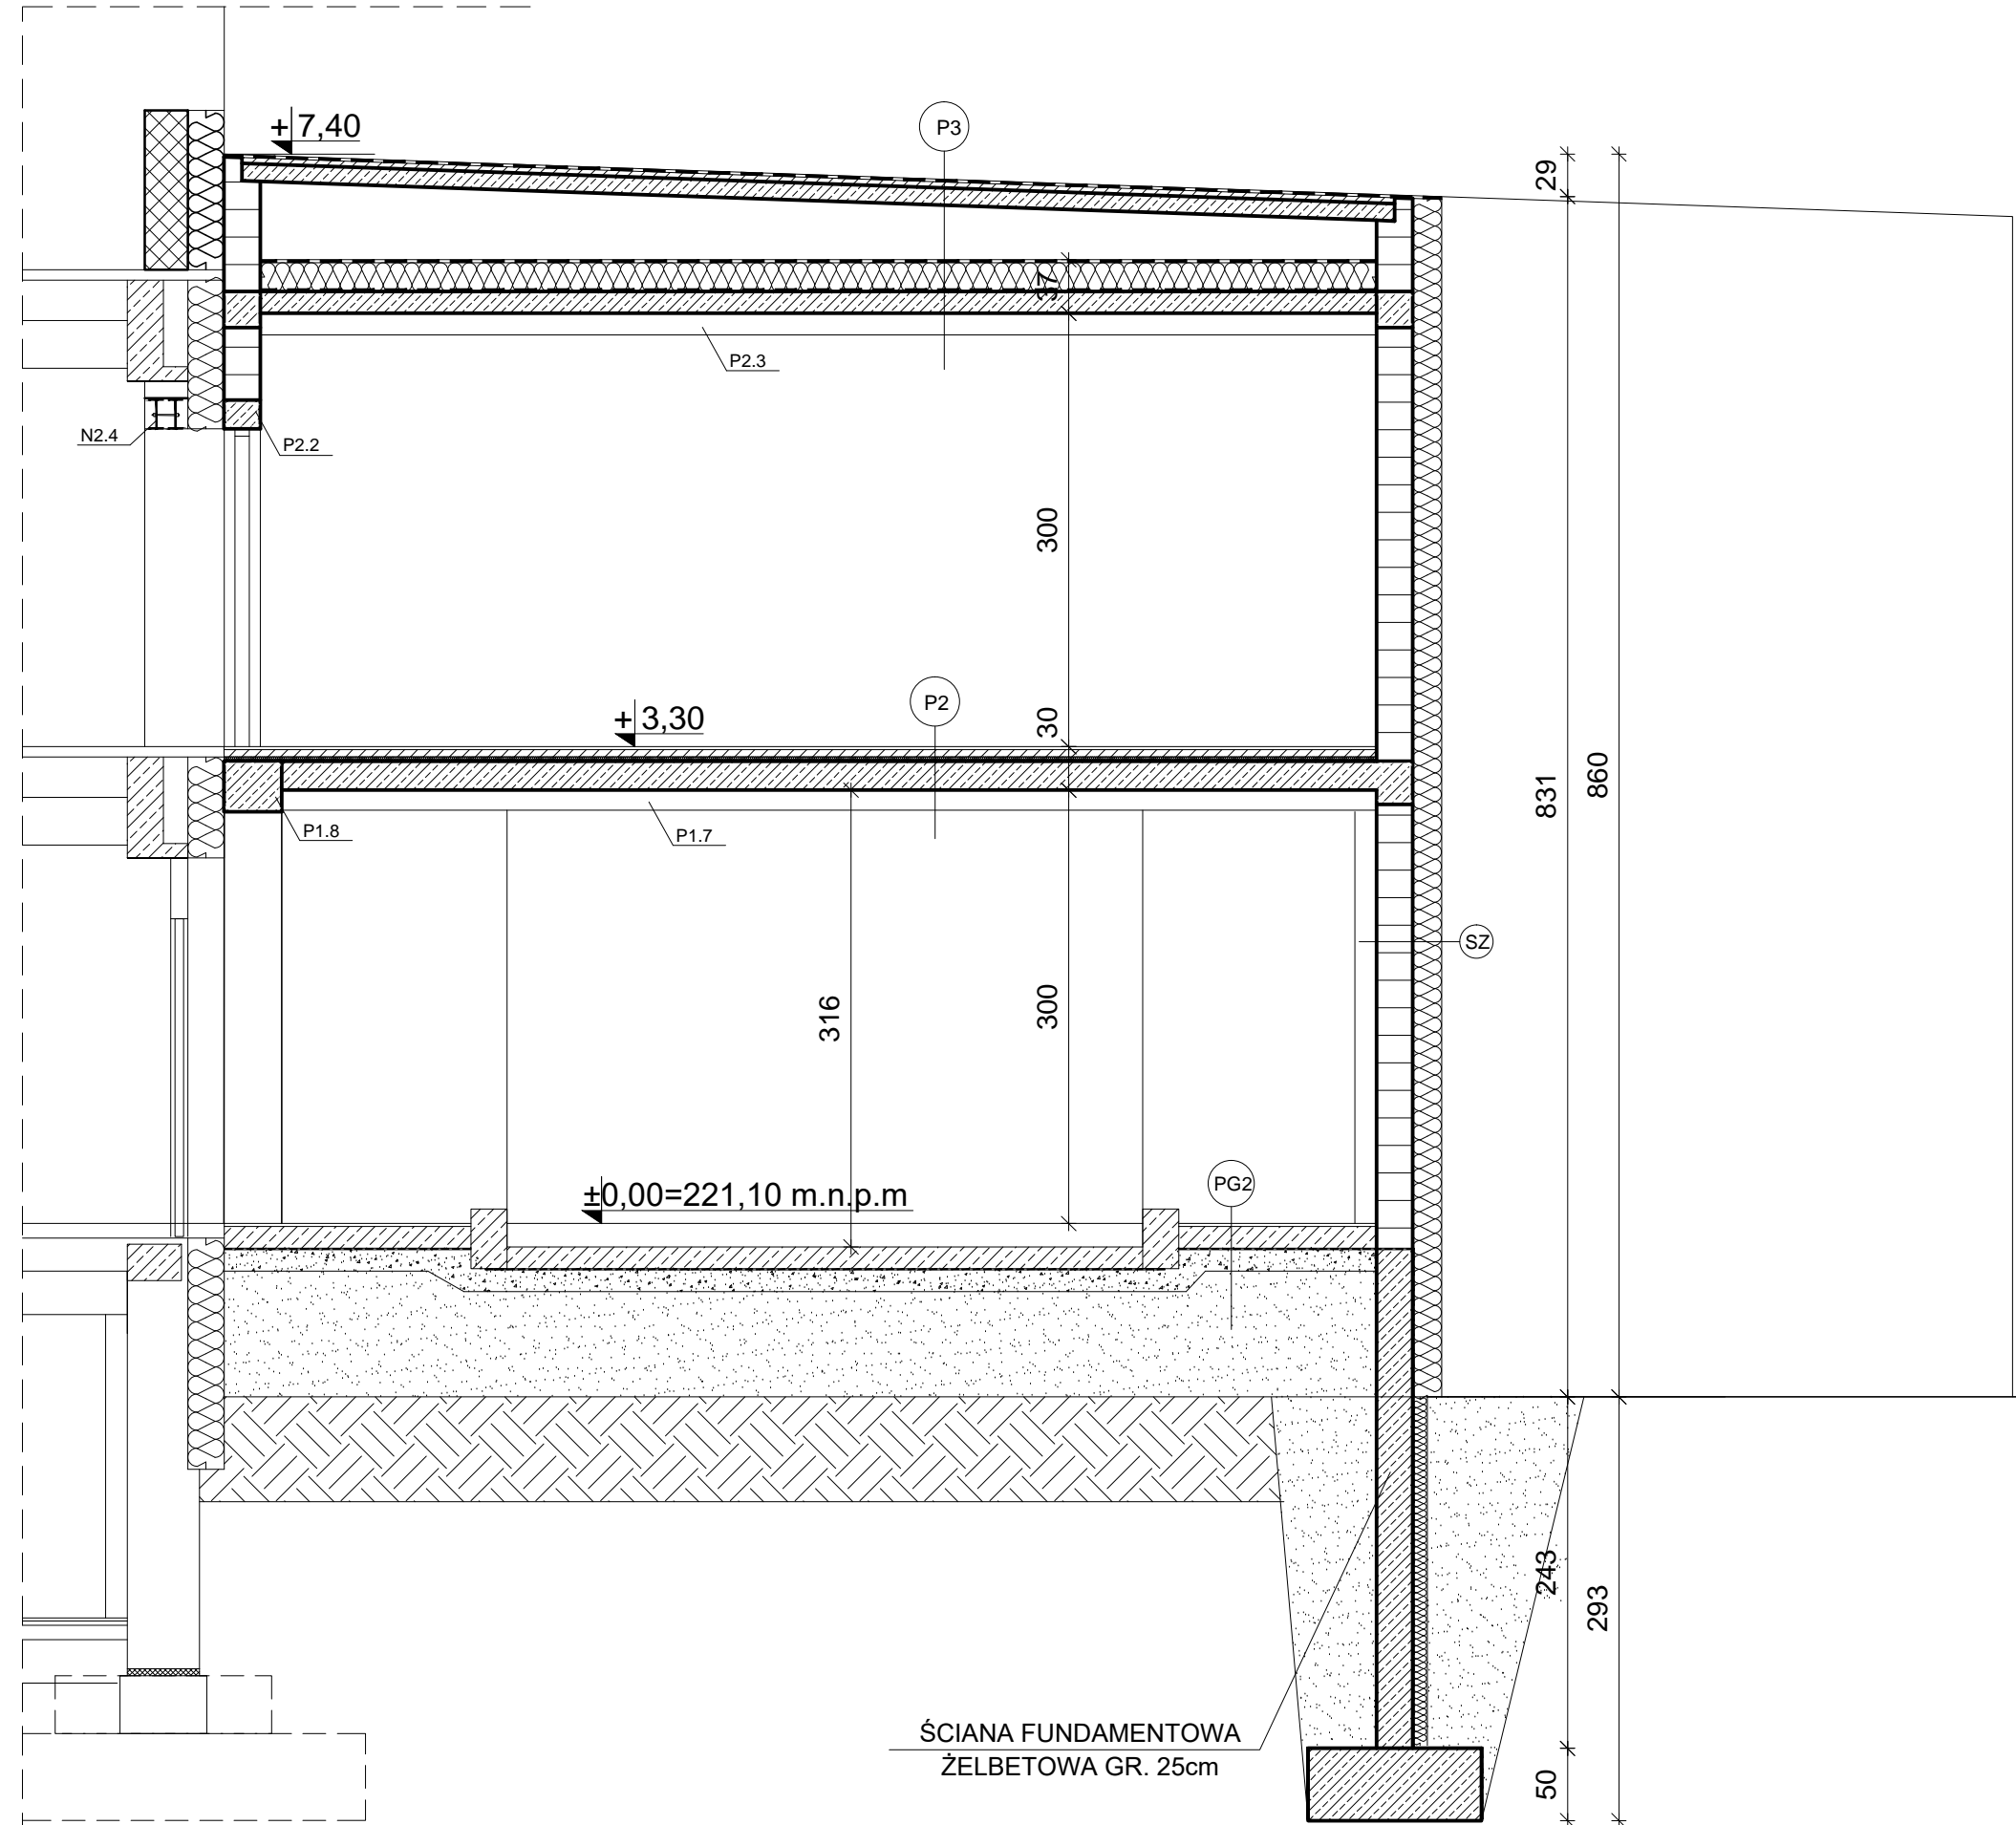 + 7,40
P3
29
37
P2.3
N2.4
P2.2
300
+ 3,30
P2
30
831
860
P1.8
P1.7
SZ
316
300
±0,00=221,10 m.n.p.m
PG2
243
293
ŚCIANA FUNDAMENTOWA
ŻELBETOWA GR. 25cm
50